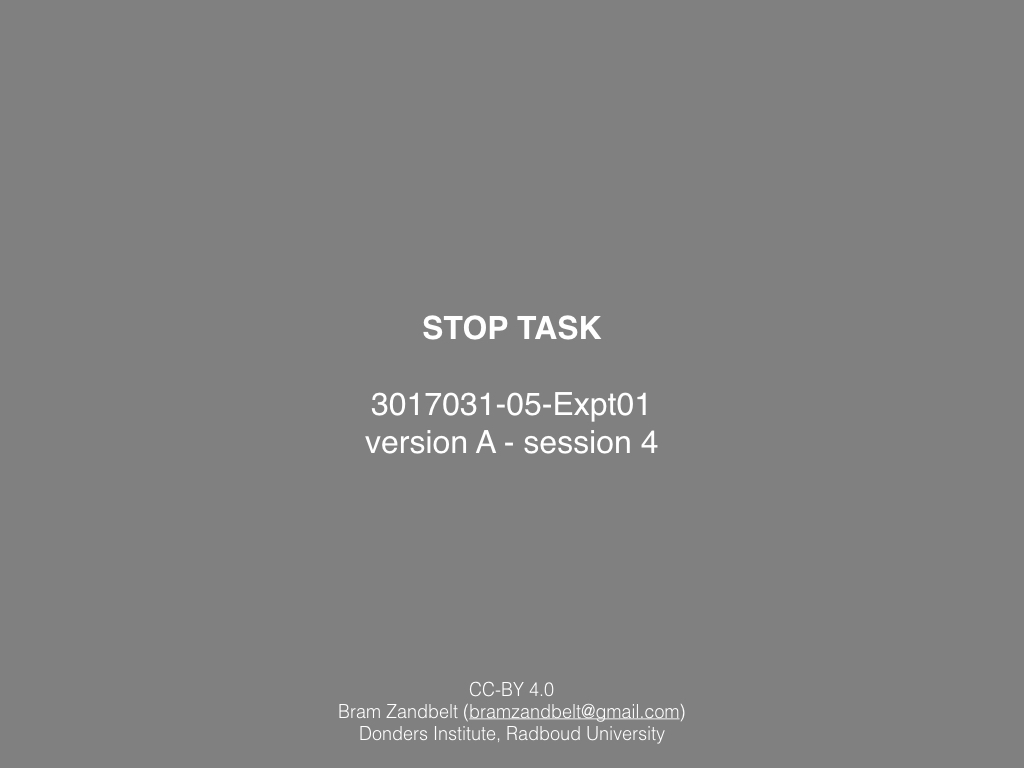 STOP TASK
3017031-05-Expt01
version A - session 4
CC-BY 4.0
Bram Zandbelt (bramzandbelt@gmail.com)
Donders Institute, Radboud University